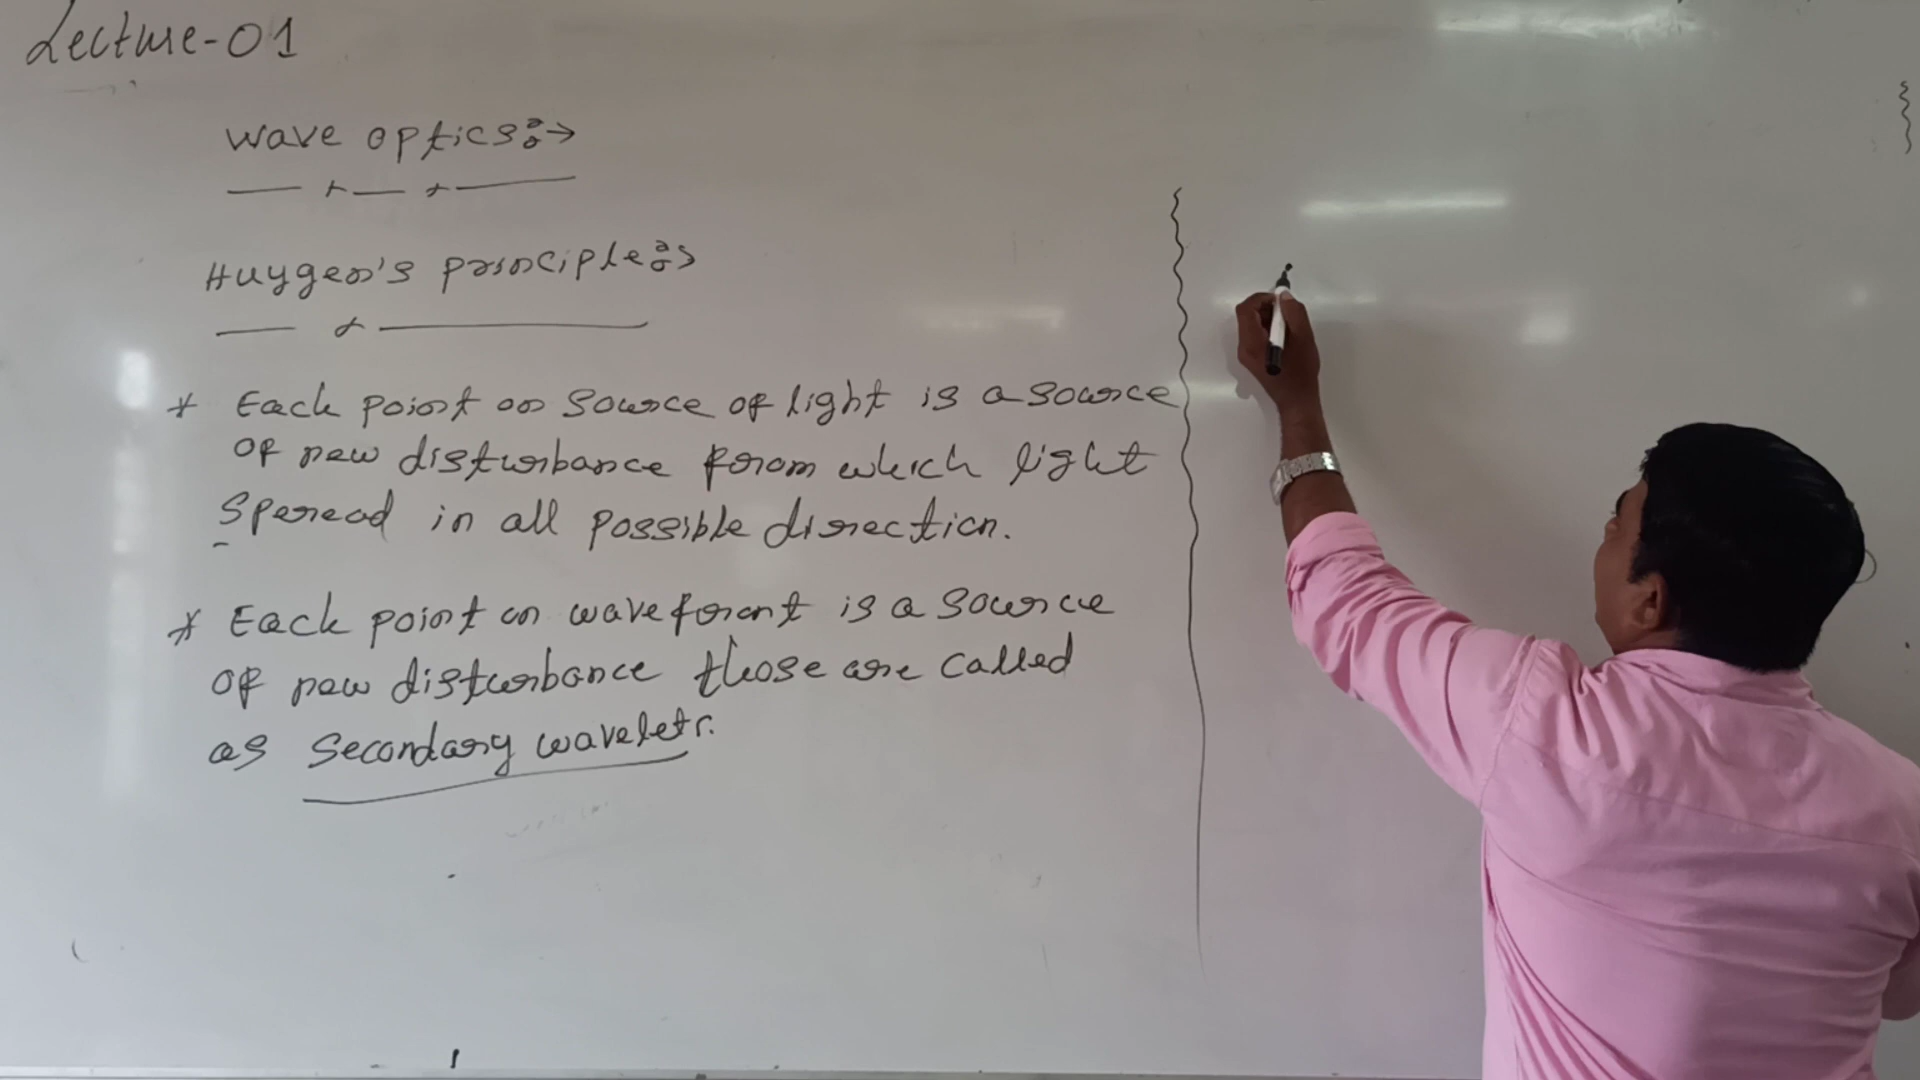 Lecture-01
wave optics:→
Huygen's principle:→
* Each point on source of light is a source
of new disturbance from which light
spread in all possible direction.
* Each point on wavefront is a source
of new disturbance those are called
as secondary wavelets.